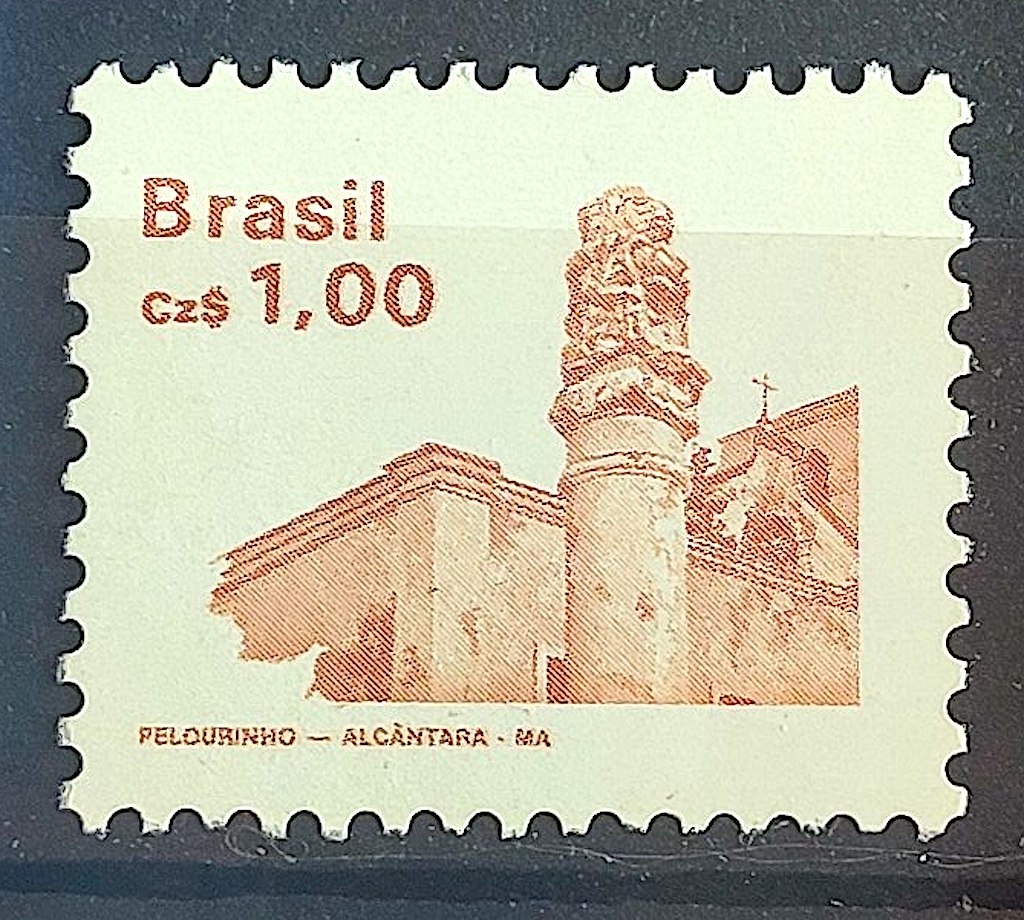 Brasil
Cz$ 1,00
PELOURINHO — ALCÂNTARA - MA